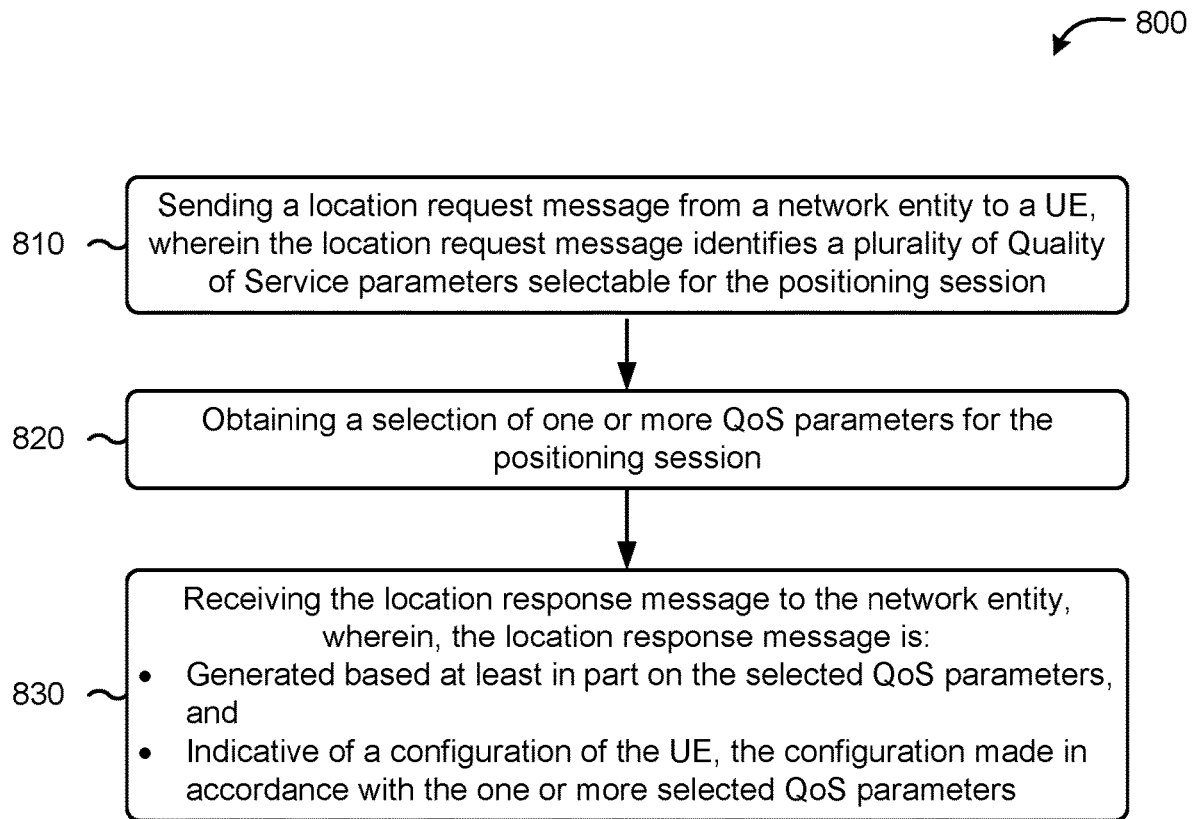 800
810
Sending a location request message from a network entity to a UE,
wherein the location request message identifies a plurality of Quality
of Service parameters selectable for the positioning session
820
Obtaining a selection of one or more QoS parameters for the
positioning session
830
Receiving the location response message to the network entity,
wherein, the location response message is:
• Generated based at least in part on the selected QoS parameters,
and
• Indicative of a configuration of the UE, the configuration made in
accordance with the one or more selected QoS parameters